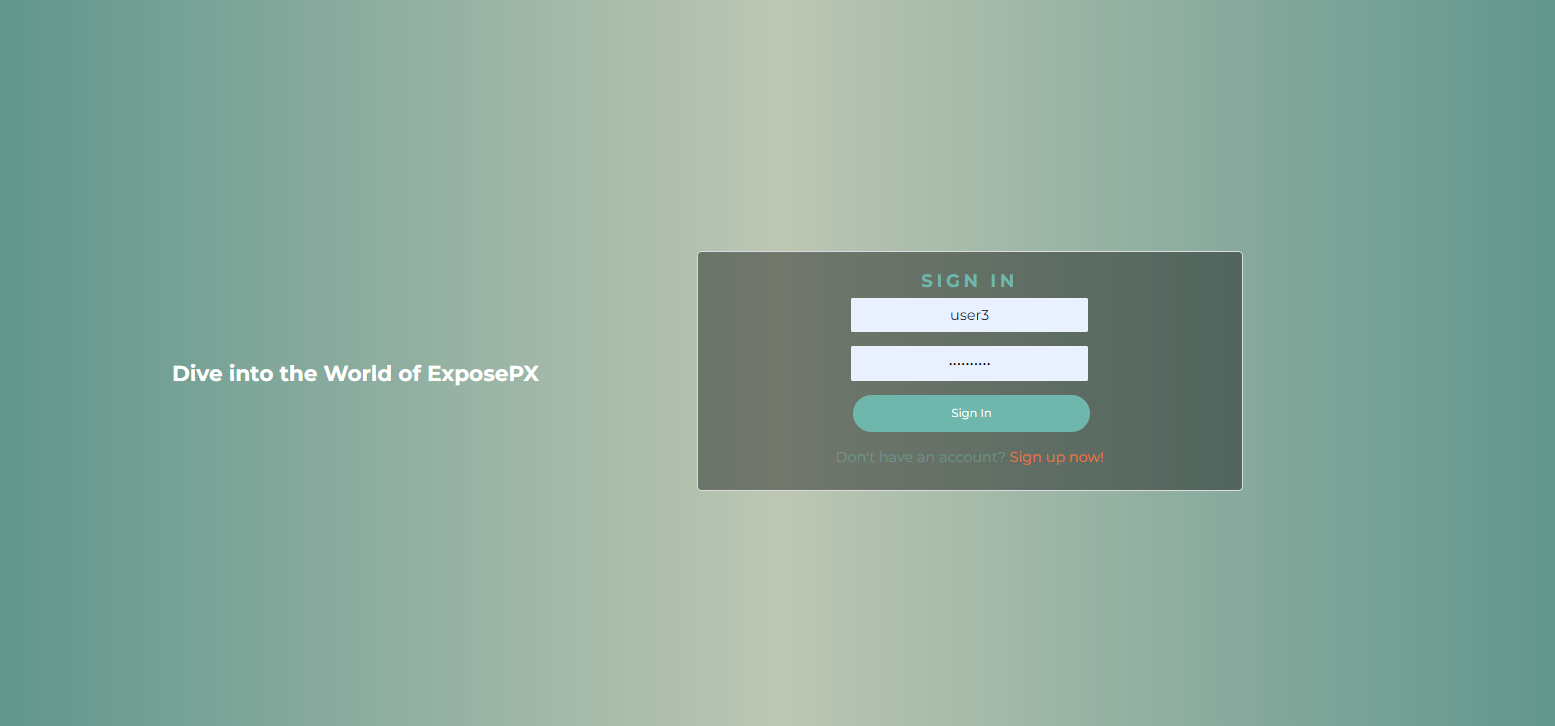 SIGN IN
user3
··········
Dive into the World of ExposePX
Sign In
Don't have an account? Sign up now!